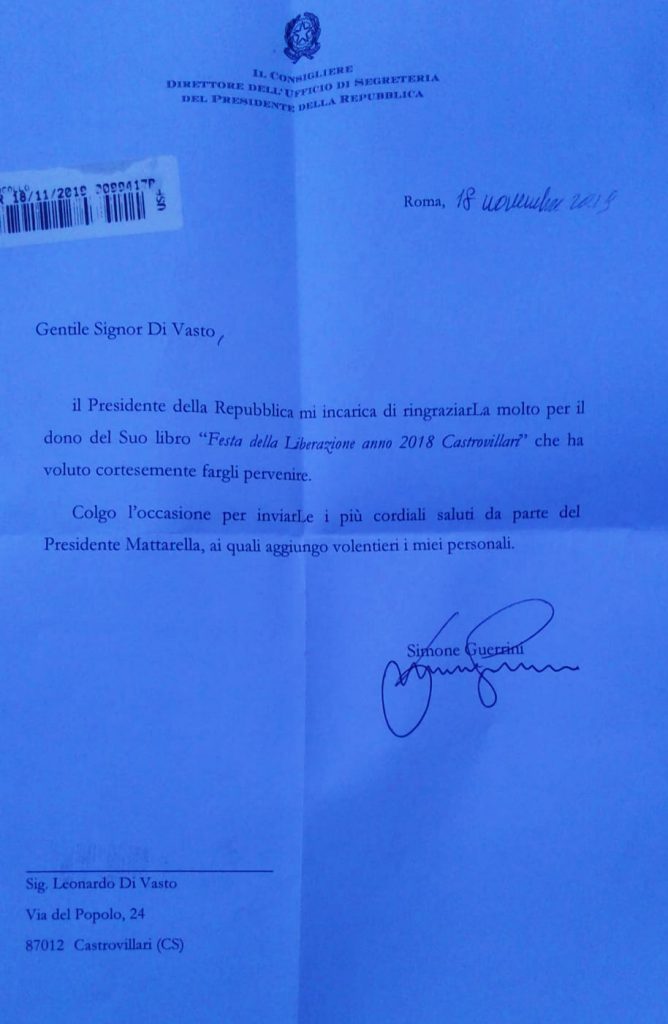 IL CONSIGLIERE
DIRETTORE DELL'UFFICIO DI SEGRETERIA
DEL PRESIDENTE DELLA REPUBBLICA
18/11/2019
Roma, 18 novembre 2019
Gentile Signor Di Vasto,
il Presidente della Repubblica mi incarica di ringraziarLa molto per il
dono del Suo libro “Festa della Liberazione anno 2018 Castrovillari” che ha
voluto cortesemente fargli pervenire.
Colgo l’occasione per inviarLe i più cordiali saluti da parte del
Presidente Mattarella, ai quali aggiungo volentieri i miei personali.
Simone Guerrini
Sig. Leonardo Di Vasto
Via del Popolo, 24
87012 Castrovillari (CS)